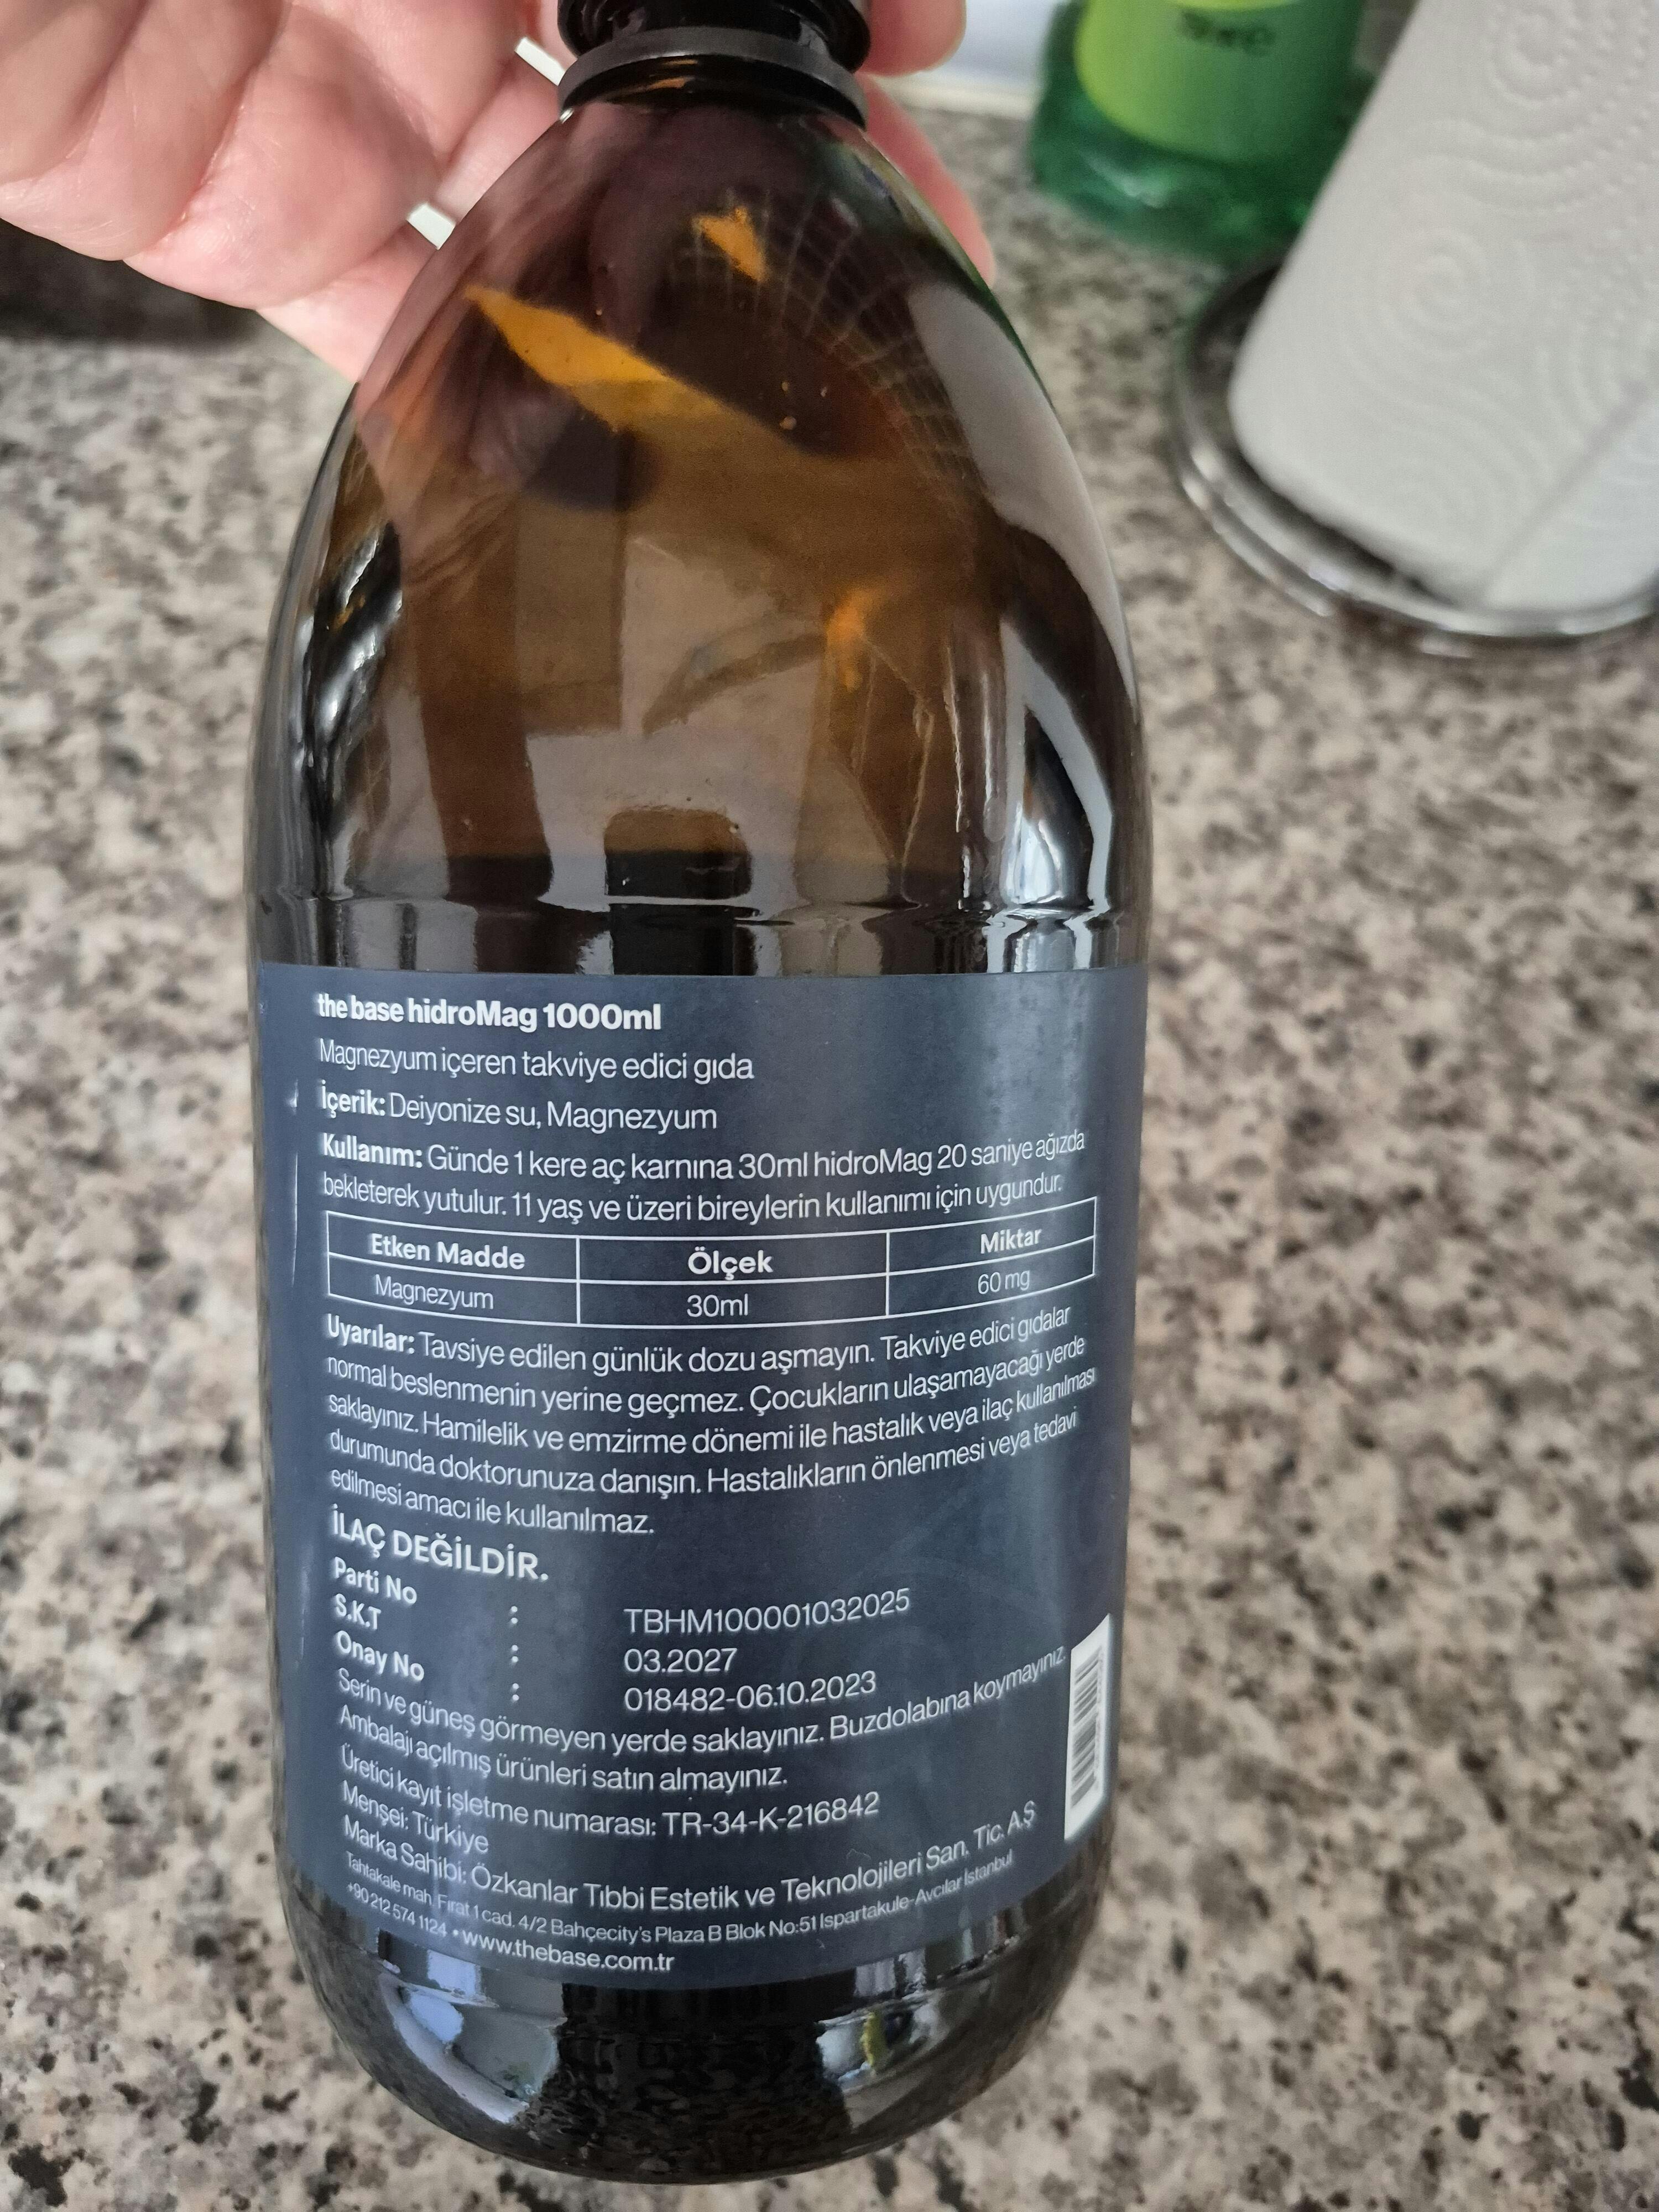 the base hidroMag 1000ml
Magnezyum içeren takviye edici gıda
İçerik: Deiyonize su, Magnezyum
Kullanım: Günde 1 kere aç karnına 30ml hidroMag 20 saniye ağızda
bekleterek yutulur. 11 yaş ve üzeri bireylerin kullanımı için uygundur.
Etken Madde Ölçek Miktar
Magnezyum 30ml 60 mg
Uyarılar: Tavsiye edilen günlük dozu aşmayın. Takviye edici gıdalar
normal beslenmenin yerine geçmez. Çocukların ulaşamayacağı yerde
saklayınız. Hamilelik ve emzirme dönemi ile hastalık veya ilaç kullanılması
durumunda doktorunuza danışın. Hastalıkların önlenmesi veya tedavi
edilmesi amacı ile kullanılmaz.
İLAÇ DEĞİLDİR.
Parti No : TBHM100001032025
S.K.T : 03.2027
Onay No : 018482-06.10.2023
Serin ve güneş görmeyen yerde saklayınız. Buzdolabına koymayınız.
Ambalajı açılmış ürünleri satın almayınız.
Üretici kayıt işletme numarası: TR-34-K-216842
Menşei: Türkiye
Marka Sahibi: Özkanlar Tıbbi Estetik ve Teknolojileri San. Tic. A.Ş
Tahtakale mah. Fırat 1 cad. 4/2 Bahçecity's Plaza B Blok No:51 Ispartakule-Avcılar İstanbul
+90 212 574 1124 • www.thebase.com.tr